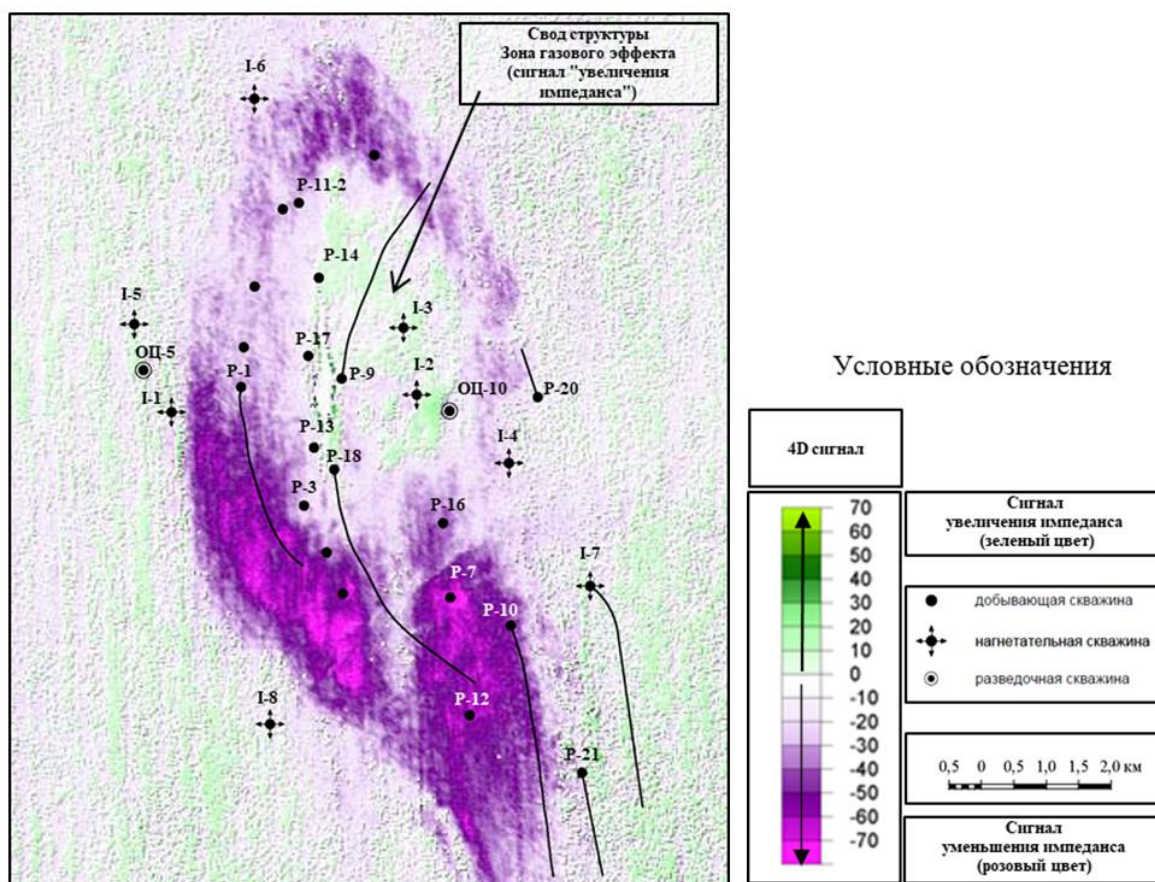 Свод структуры
Зона газового эффекта
(сигнал "увеличения
импеданса")
I-6
P-11-2
P-14
I-5
I-3
ОЦ-5
P-17
P-9
I-2
ОЦ-10
P-20
P-1
I-1
P-13
P-18
I-4
P-3
P-16
I-7
P-7
P-10
I-8
P-12
P-21
Условные обозначения
4D сигнал
70
60
50
40
30
20
10
0
-10
-20
-30
-40
-50
-60
-70
Сигнал
увеличения импеданса
(зеленый цвет)
добывающая скважина
нагнетательная скважина
разведочная скважина
0,5 0 0,5 1,0 1,5 2,0 км
Сигнал
уменьшения импеданса
(розовый цвет)